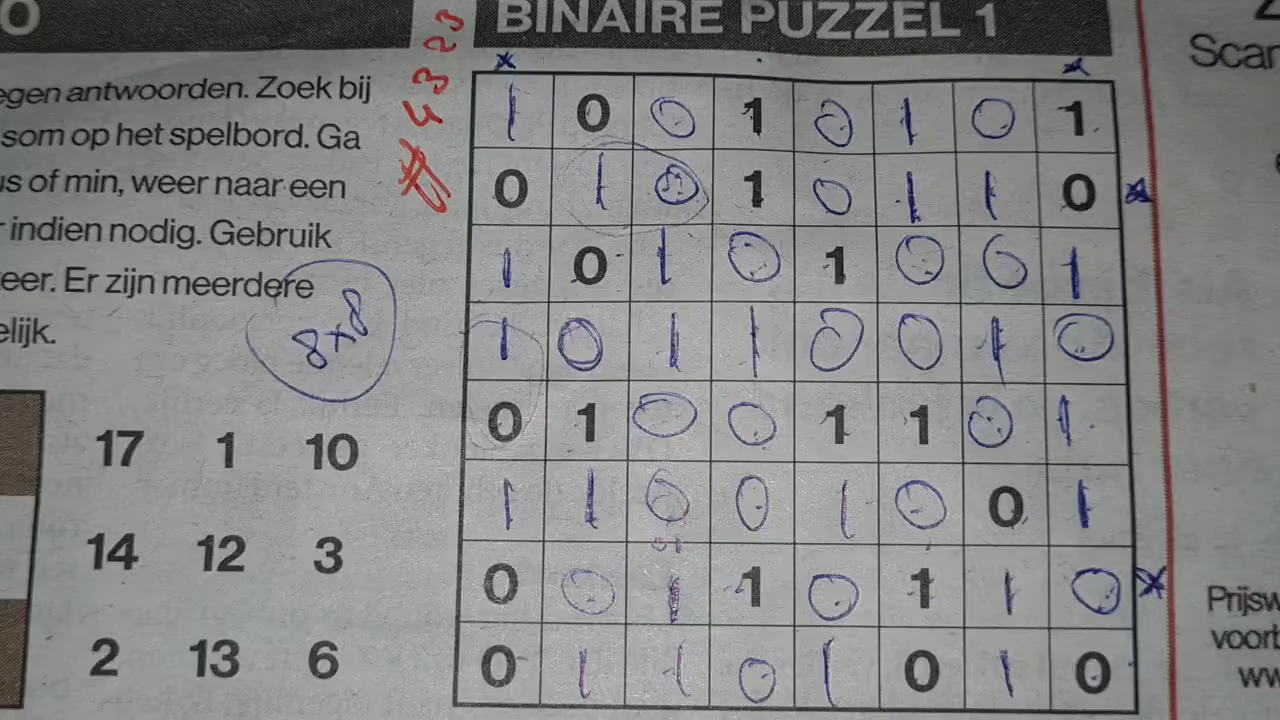 O
BINAIRE PUZZEL 1
# 4 3 23
Scan
egen antwoorden. Zoek bij
som op het spelbord. Ga
us of min, weer naar een
r indien nodig. Gebruik
eer. Er zijn meerdere
elijk.
8x8
17 1 10
14 12 3
2 13 6
1 0 0 1 0 1 0 1
0 1 0 1 0 1 1 0
1 0 1 0 1 0 0 1
1 0 1 1 0 0 1 0
0 1 0 0 1 1 0 1
1 1 0 0 1 0 0 1
0 0 1 1 0 1 1 0
0 1 1 0 1 0 1 0
Prijsw
voorb
ww